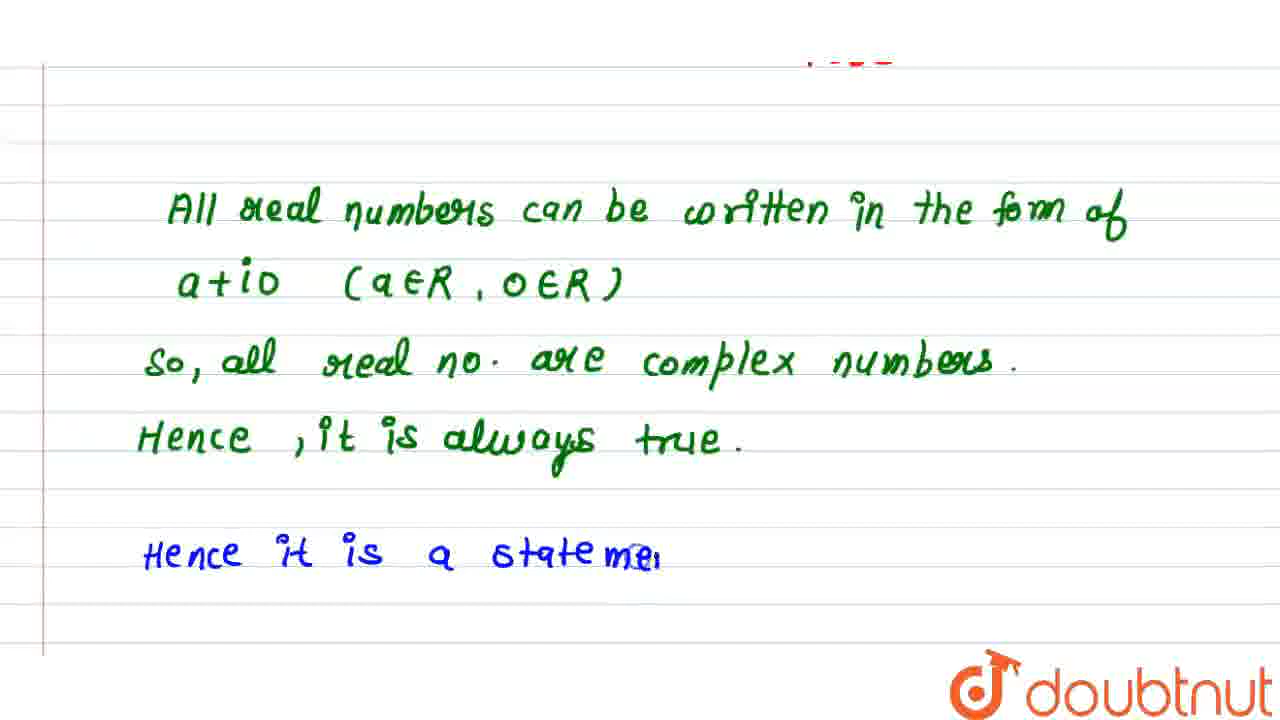 All real numbers can be written in the form of
a+i0 (a∈R, 0∈R)
So, all real no. are complex numbers.
Hence, it is always true.
Hence it is a stateme
doubtnut